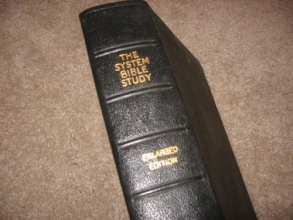 THE
SYSTEM
BIBLE
STUDY
ENLARGED
EDITION